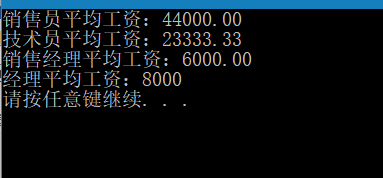 销售员平均工资：44000.00
技术员平均工资：23333.33
销售经理平均工资：6000.00
经理平均工资：8000
请按任意键继续. . .